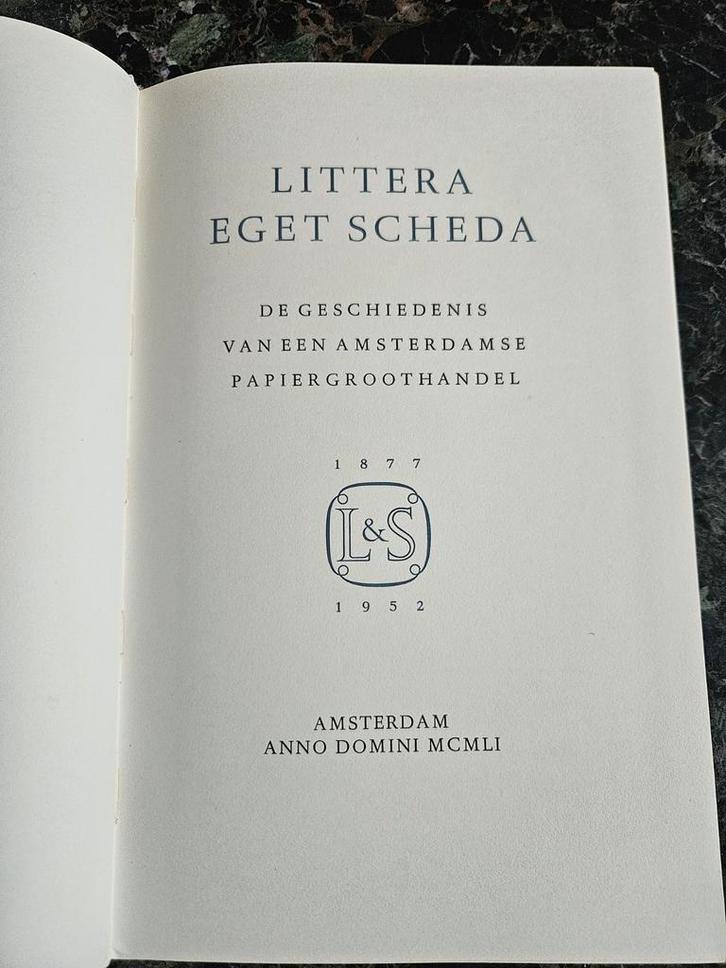 LITTERA
EGET SCHEDA
DE GESCHIEDENIS
VAN EEN AMSTERDAMSE
PAPIERGROOTHANDEL
1877
L&S
1952
AMSTERDAM
ANNO DOMINI MCMLI